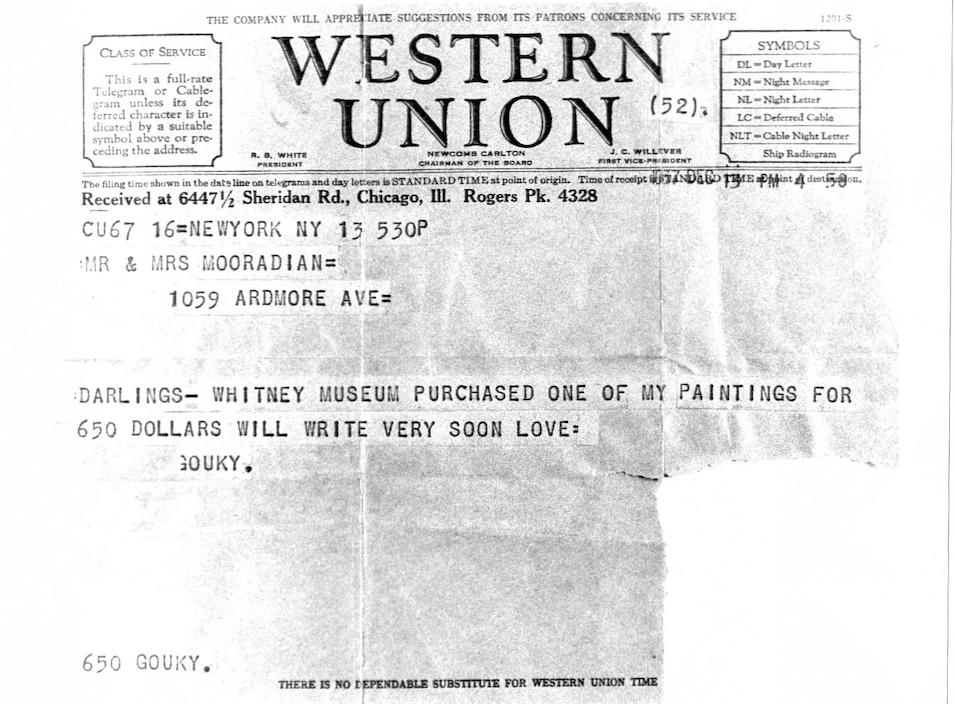 THE COMPANY WILL APPRECIATE SUGGESTIONS FROM ITS PATRONS CONCERNING ITS SERVICE
1201-S
CLASS OF SERVICE
This is a full-rate
Telegram or Cable-
gram unless its de-
ferred character is in-
dicated by a suitable
symbol above or pre-
ceding the address.
WESTERN
UNION
(52).
R. B. WHITE
PRESIDENT
NEWCOMB CARLTON
CHAIRMAN OF THE BOARD
J. C. WILLEVER
FIRST VICE-PRESIDENT
SYMBOLS
DL = Day Letter
NM = Night Message
NL = Night Letter
LC = Deferred Cable
NLT = Cable Night Letter
Ship Radiogram
The filing time shown in the date line on telegrams and day letters is STANDARD TIME at point of origin. Time of receipt is STANDARD TIME at point of destination.
DEC 13 PM 4 58
Received at 6447½ Sheridan Rd., Chicago, Ill. Rogers Pk. 4328
CU67 16=NEWYORK NY 13 530P
:MR & MRS MOORADIAN=
1059 ARDMORE AVE=
:DARLINGS- WHITNEY MUSEUM PURCHASED ONE OF MY PAINTINGS FOR
650 DOLLARS WILL WRITE VERY SOON LOVE=
GOUKY.
650 GOUKY.
THERE IS NO DEPENDABLE SUBSTITUTE FOR WESTERN UNION TIME